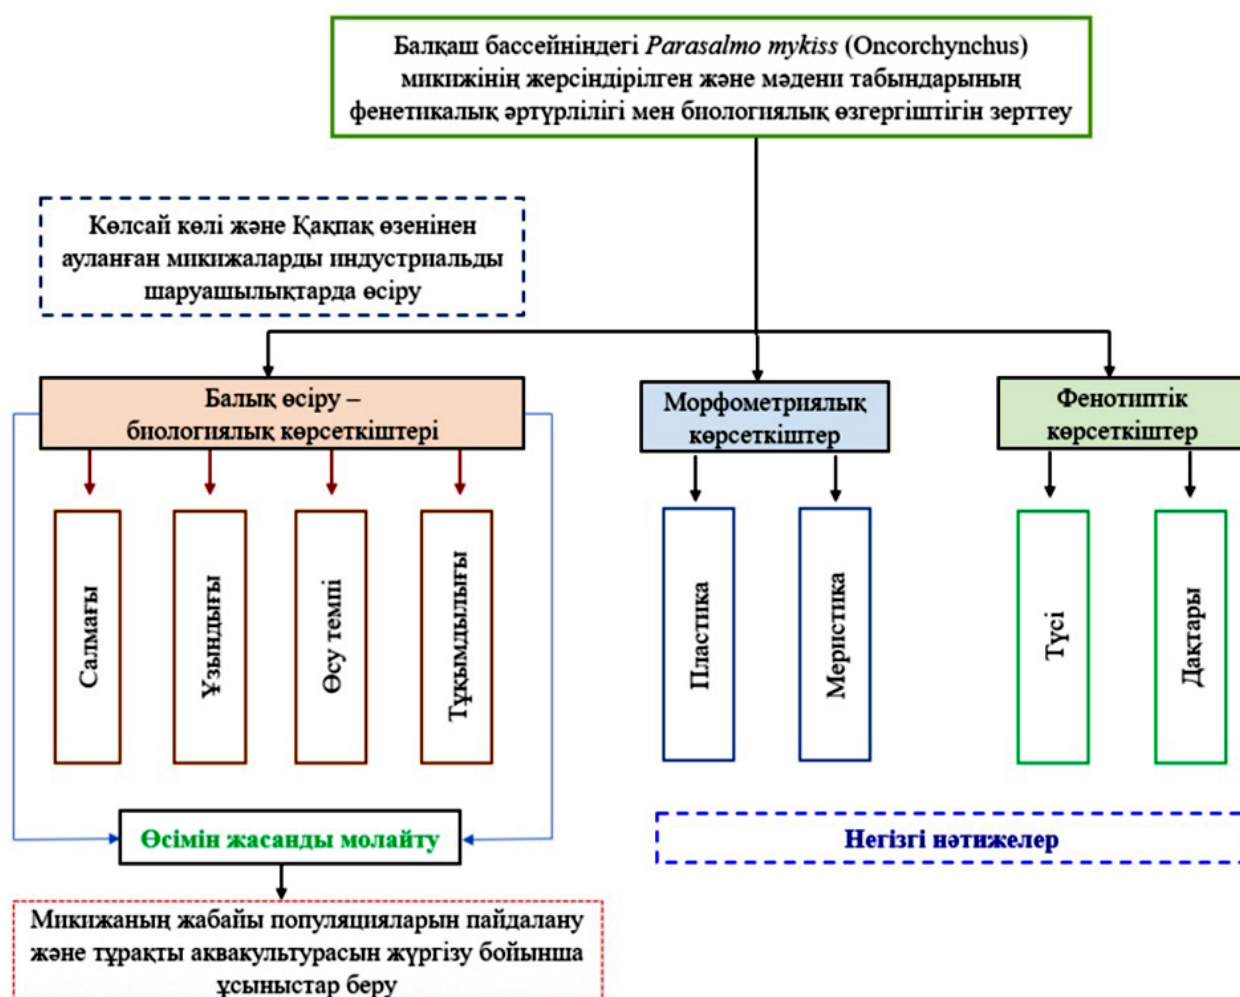 Балқаш бассейніндегі Parasalmo mykiss (Oncorchynchus)
микижінің жерсіндірілген және мәдени табындарының
фенетикалық әртүрлілігі мен биологиялық өзгергіштігін зерттеу
Көлсай көлі және Қақпақ өзенінен
ауланған микижаларды индустриальды
шаруашылықтарда өсіру
Балық өсіру –
биологиялық көрсеткіштері
Морфометриялық
көрсеткіштер
Фенотиптік
көрсеткіштер
Салмағы
Ұзындығы
Өсу темпі
Тұқымдылығы
Пластика
Меристика
Түсі
Дақтары
Өсімін жасанды молайту
Негізгі нәтижелер
Микижаның жабайы популяцияларын пайдалану
және тұрақты аквакультурасын жүргізу бойынша
ұсыныстар беру